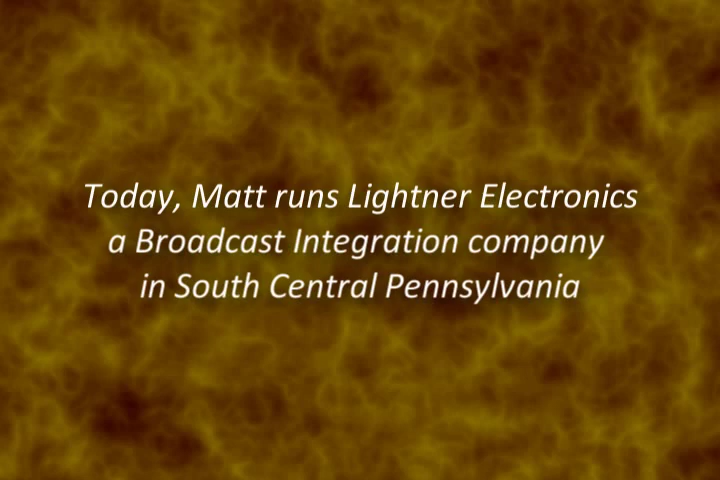 Today, Matt runs Lightner Electronics
a Broadcast Integration company
in South Central Pennsylvania